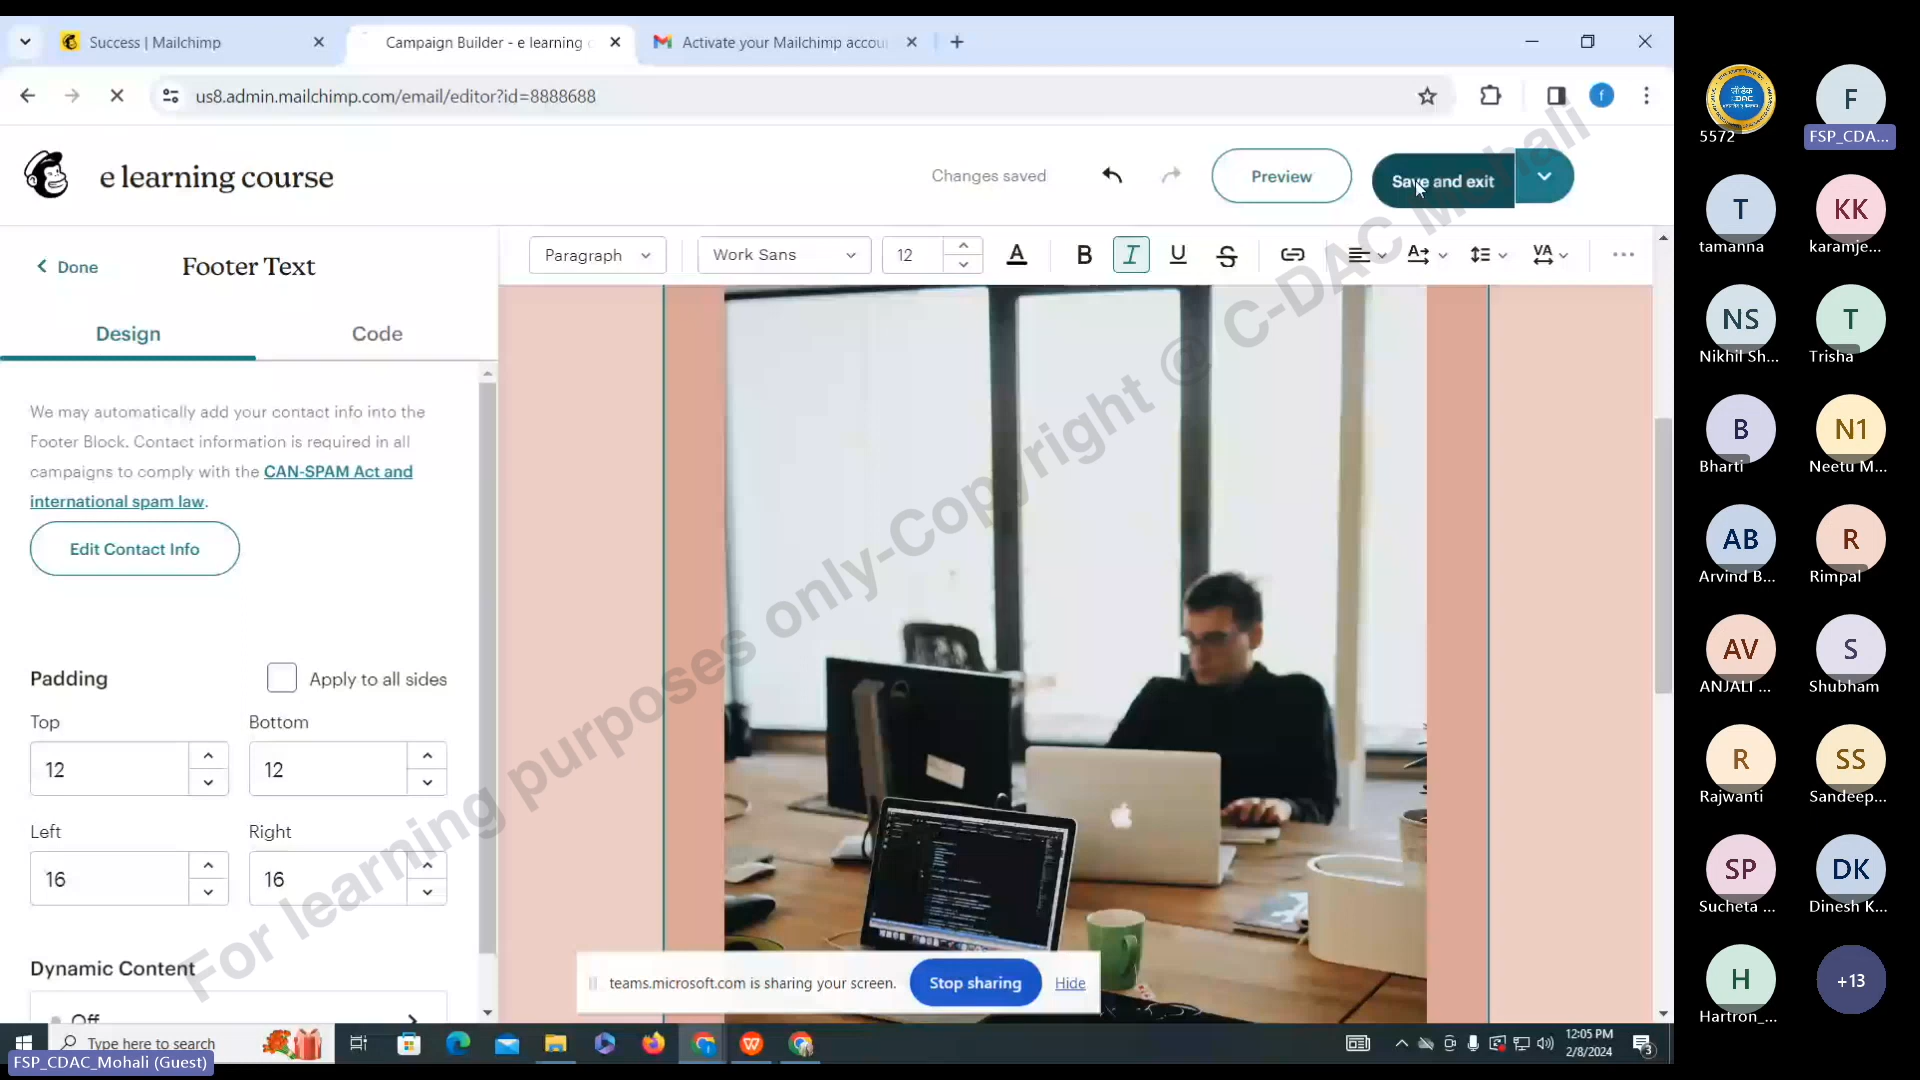 Success | Mailchimp
Campaign Builder - e learning c
Activate your Mailchimp accou
us8.admin.mailchimp.com/email/editor?id=8888688
f
e learning course
Changes saved
Preview
Save and exit
Done
Footer Text
Paragraph
Work Sans
12
A
B
I
U
S
VA
Design
Code
We may automatically add your contact info into the
Footer Block. Contact information is required in all
campaigns to comply with the CAN-SPAM Act and
international spam law.
Edit Contact Info
Padding
Apply to all sides
Top
Bottom
12
12
Left
Right
16
16
Dynamic Content
Off
For learning purposes only-Copyright @ C-DAC Mohali
teams.microsoft.com is sharing your screen.
Stop sharing
Hide
Type here to search
12:05 PM
2/8/2024
3
FSP_CDAC_Mohali (Guest)
5572
F
FSP_CDA...
T
tamanna
KK
karamje...
NS
Nikhil Sh...
T
Trisha
B
Bharti
N1
Neetu M...
AB
Arvind B...
R
Rimpal
AV
ANJALI ...
S
Shubham
R
Rajwanti
SS
Sandeep...
SP
Sucheta ...
DK
Dinesh K...
H
Hartron_...
+13